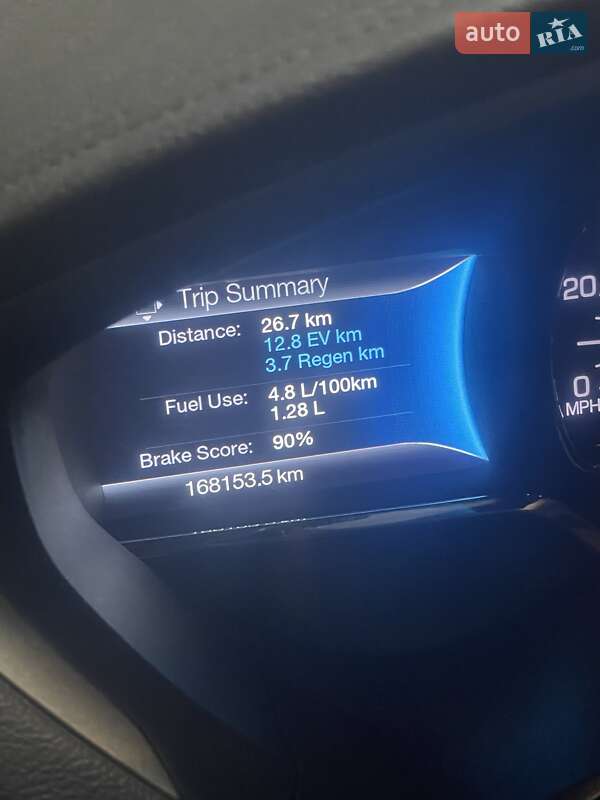 auto RIA .com
Trip Summary
Distance: 26.7 km
12.8 EV km
3.7 Regen km
Fuel Use: 4.8 L/100km
1.28 L
Brake Score: 90%
168153.5 km
20
0
MPH